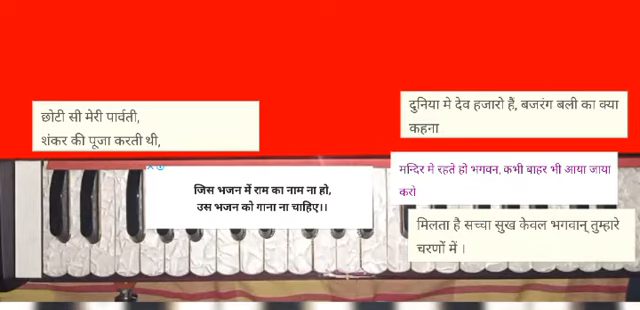 छोटी सी मेरी पार्वती,
शंकर की पूजा करती थी,
जिस भजन में राम का नाम ना हो,
उस भजन को गाना ना चाहिए।।
दुनिया मे देव हजारो हैं, बजरंग बली का क्या
कहना
मन्दिर मे रहते हो भगवन, कभी बाहर भी आया जाया
करो
मिलता है सच्चा सुख केवल भगवान् तुम्हारे
चरणों में ।